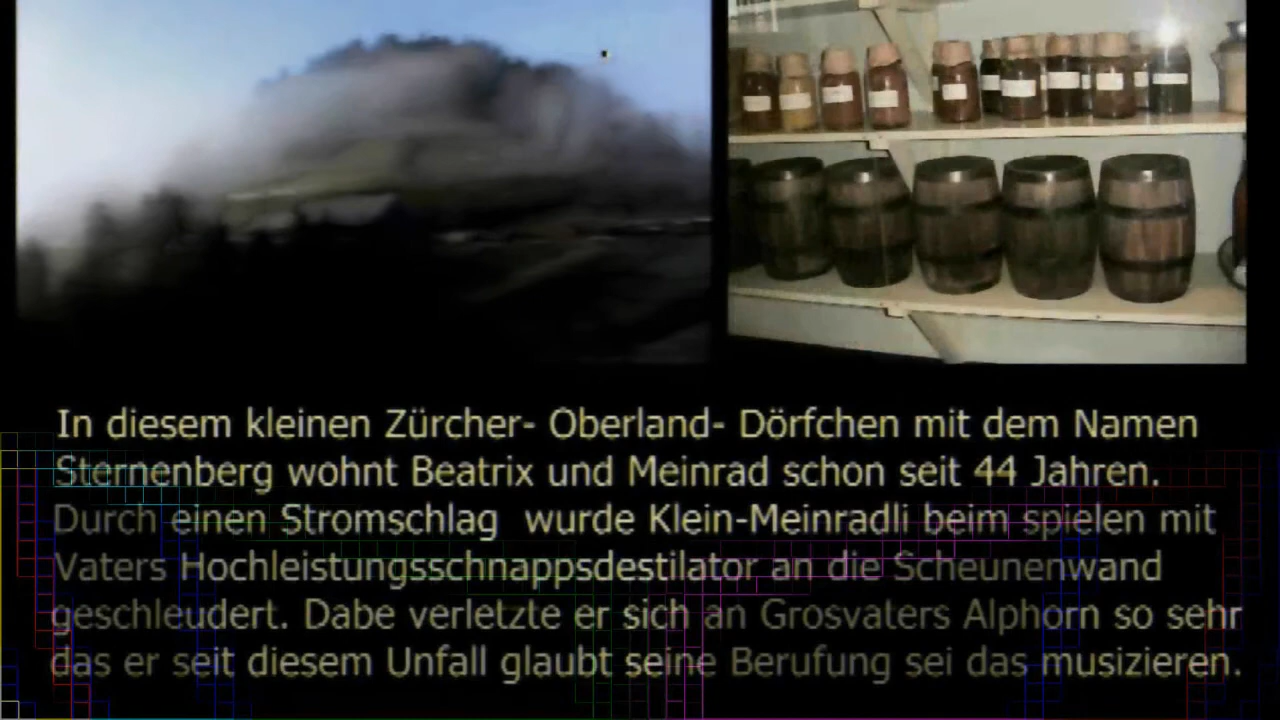 In diesem kleinen Zürcher- Oberland- Dörfchen mit dem Namen
Sternenberg wohnt Beatrix und Meinrad schon seit 44 Jahren.
Durch einen Stromschlag wurde Klein-Meinradli beim spielen mit
Vaters Hochleistungsschnappsdestilator an die Scheunenwand
geschleudert. Dabe verletzte er sich an Grosvaters Alphorn so sehr
das er seit diesem Unfall glaubt seine Berufung sei das musizieren.